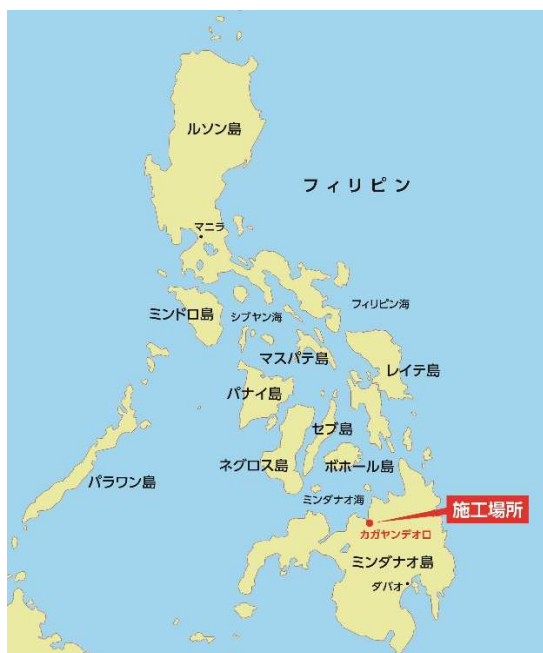 ルソン島
フィリピン
マニラ
フィリピン海
ミンドロ島
シブヤン海
マスパテ島
レイテ島
パナイ島
セブ島
ネグロス島
ボホール島
パラワン島
ミンダナオ海
施工場所
カガヤンデオロ
ミンダナオ島
ダバオ